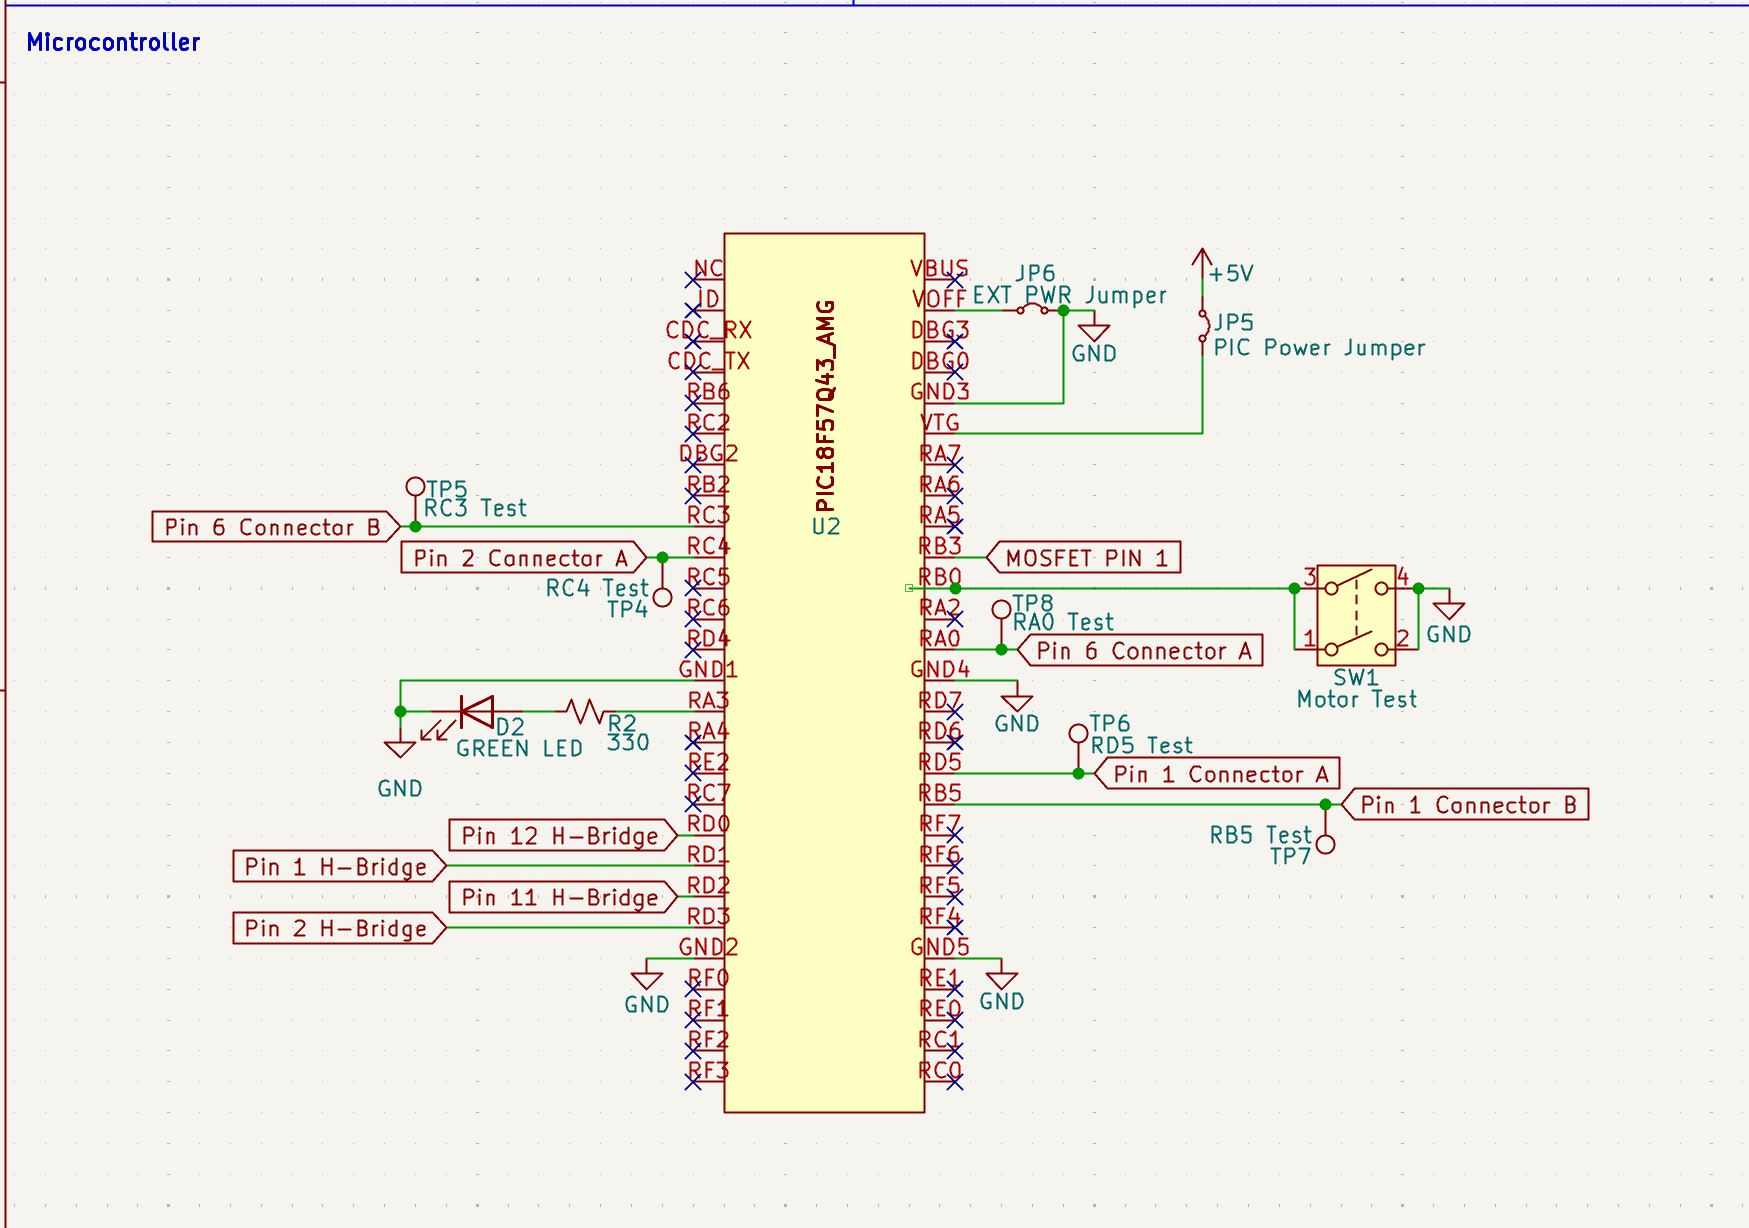 Microcontroller
PIC18F57Q43_AMG
U2
NC
ID
CDC_RX
CDC_TX
RB6
RC2
DBG2
RB2
RC3
RC4
RC5
RC6
RD4
GND1
RA3
RA4
RE2
RC7
RD0
RD1
RD2
RD3
GND2
RF0
RF1
RF2
RF3
VBUS
VOFF
DBG3
DBG0
GND3
VTG
RA7
RA6
RA5
RB3
RB0
RA2
RA0
GND4
RD7
RD6
RD5
RB5
RF7
RF6
RF5
RF4
GND5
RE1
RE0
RC1
RC0
TP5
RC3 Test
Pin 6 Connector B
Pin 2 Connector A
RC4 Test
TP4
D2
GREEN LED
R2
330
GND
Pin 12 H-Bridge
Pin 1 H-Bridge
Pin 11 H-Bridge
Pin 2 H-Bridge
GND
JP6
EXT PWR Jumper
GND
+5V
JP5
PIC Power Jumper
MOSFET PIN 1
TP8
RA0 Test
Pin 6 Connector A
3
4
1
2
SW1
Motor Test
GND
GND
TP6
RD5 Test
Pin 1 Connector A
Pin 1 Connector B
RB5 Test
TP7
GND